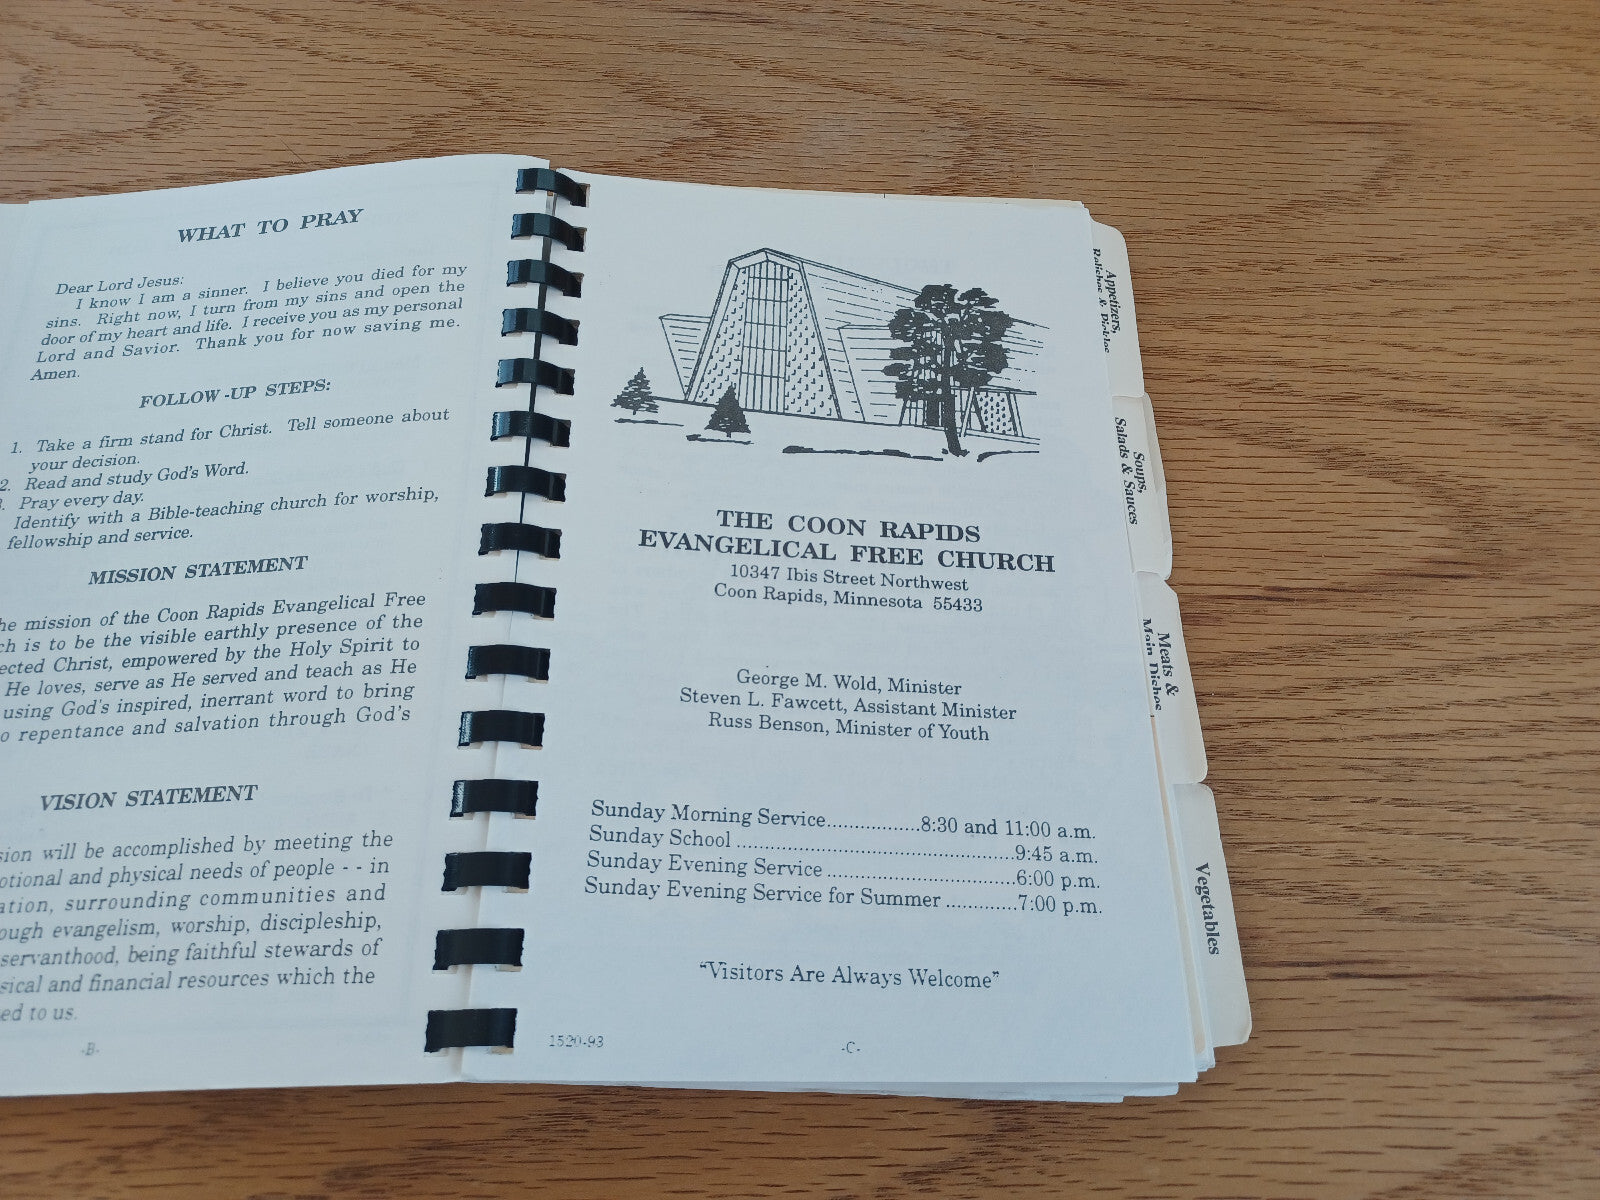 WHAT TO PRAY
Dear Lord Jesus:
I know I am a sinner. I believe you died for my
sins. Right now, I turn from my sins and open the
door of my heart and life. I receive you as my personal
Lord and Savior. Thank you for now saving me.
Amen.
FOLLOW-UP STEPS:
1. Take a firm stand for Christ. Tell someone about
your decision.
2. Read and study God's Word.
Pray every day.
Identify with a Bible-teaching church for worship,
fellowship and service.
MISSION STATEMENT
mission of the Coon Rapids Evangelical Free
is to be the visible earthly presence of the
Christ, empowered by the Holy Spirit to
He loves, serve as He served and teach as He
using God's inspired, inerrant word to bring
repentance and salvation through God's
VISION STATEMENT
will be accomplished by meeting the
and physical needs of people -- in
surrounding communities and
evangelism, worship, discipleship,
servanthood, being faithful stewards of
and financial resources which the
to us.
-B-
THE COON RAPIDS
EVANGELICAL FREE CHURCH
10347 Ibis Street Northwest
Coon Rapids, Minnesota 55433
George M. Wold, Minister
Steven L. Fawcett, Assistant Minister
Russ Benson, Minister of Youth
Sunday Morning Service.................8:30 and 11:00 a.m.
Sunday School ...................................................9:45 a.m.
Sunday Evening Service ...................................6:00 p.m.
Sunday Evening Service for Summer .............7:00 p.m.
"Visitors Are Always Welcome"
1520-93
-C-
Appetizers,
Relishes & Pickles
Soups,
Salads & Sauces
Meats &
Main Dishes
Vegetables